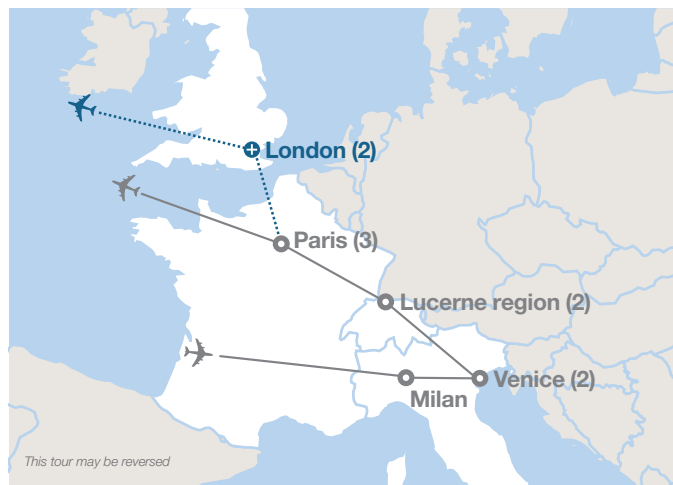 London (2)
Paris (3)
Lucerne region (2)
Venice (2)
Milan
This tour may be reversed